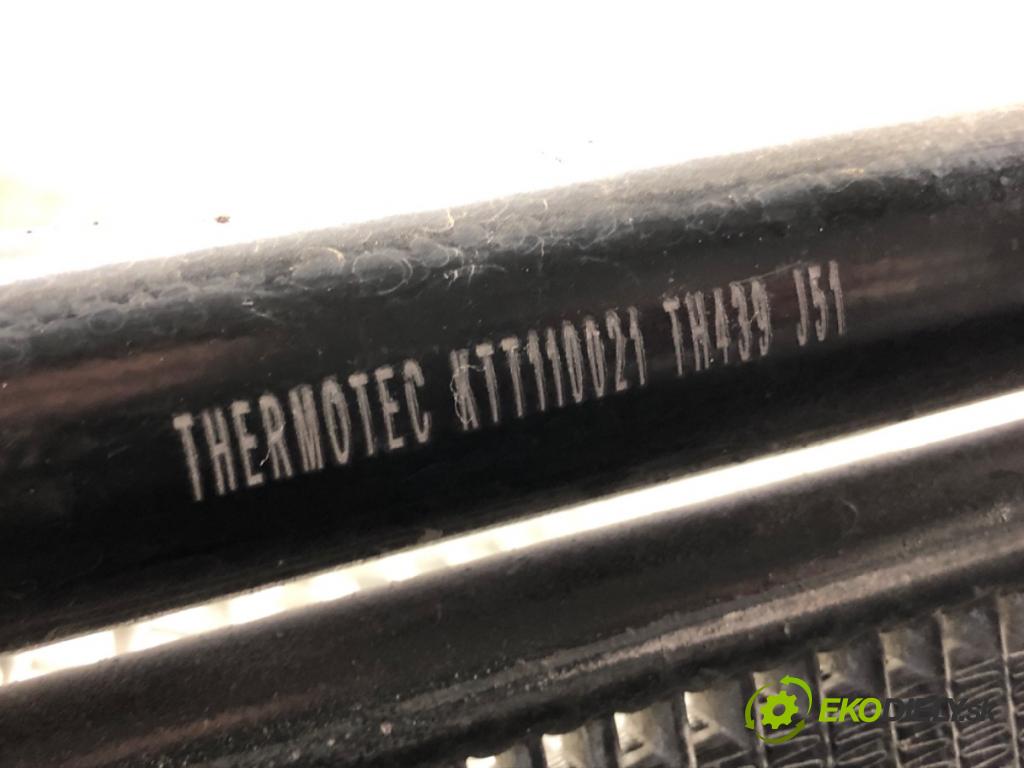 THERMOTEC KTT110021 TH439 J51
EKODIELY.sk